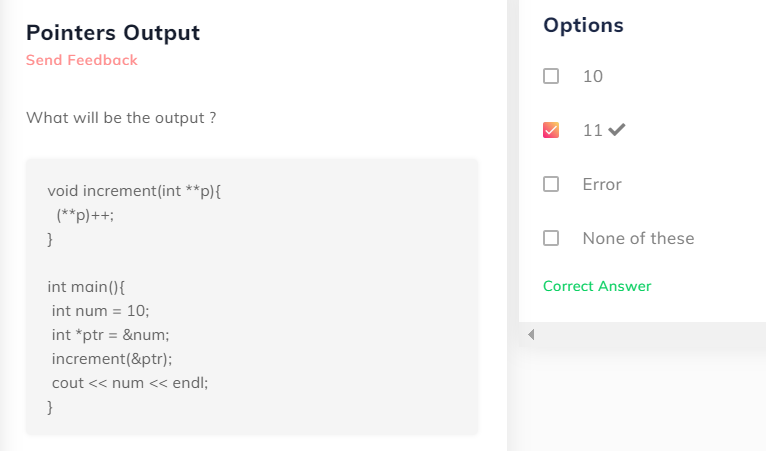 Pointers Output
Send Feedback
What will be the output ?
void increment(int **p){
(**p)++;
}
int main(){
int num = 10;
int *ptr = &num;
increment(&ptr);
cout << num << endl;
}
Options
10
11
Error
None of these
Correct Answer